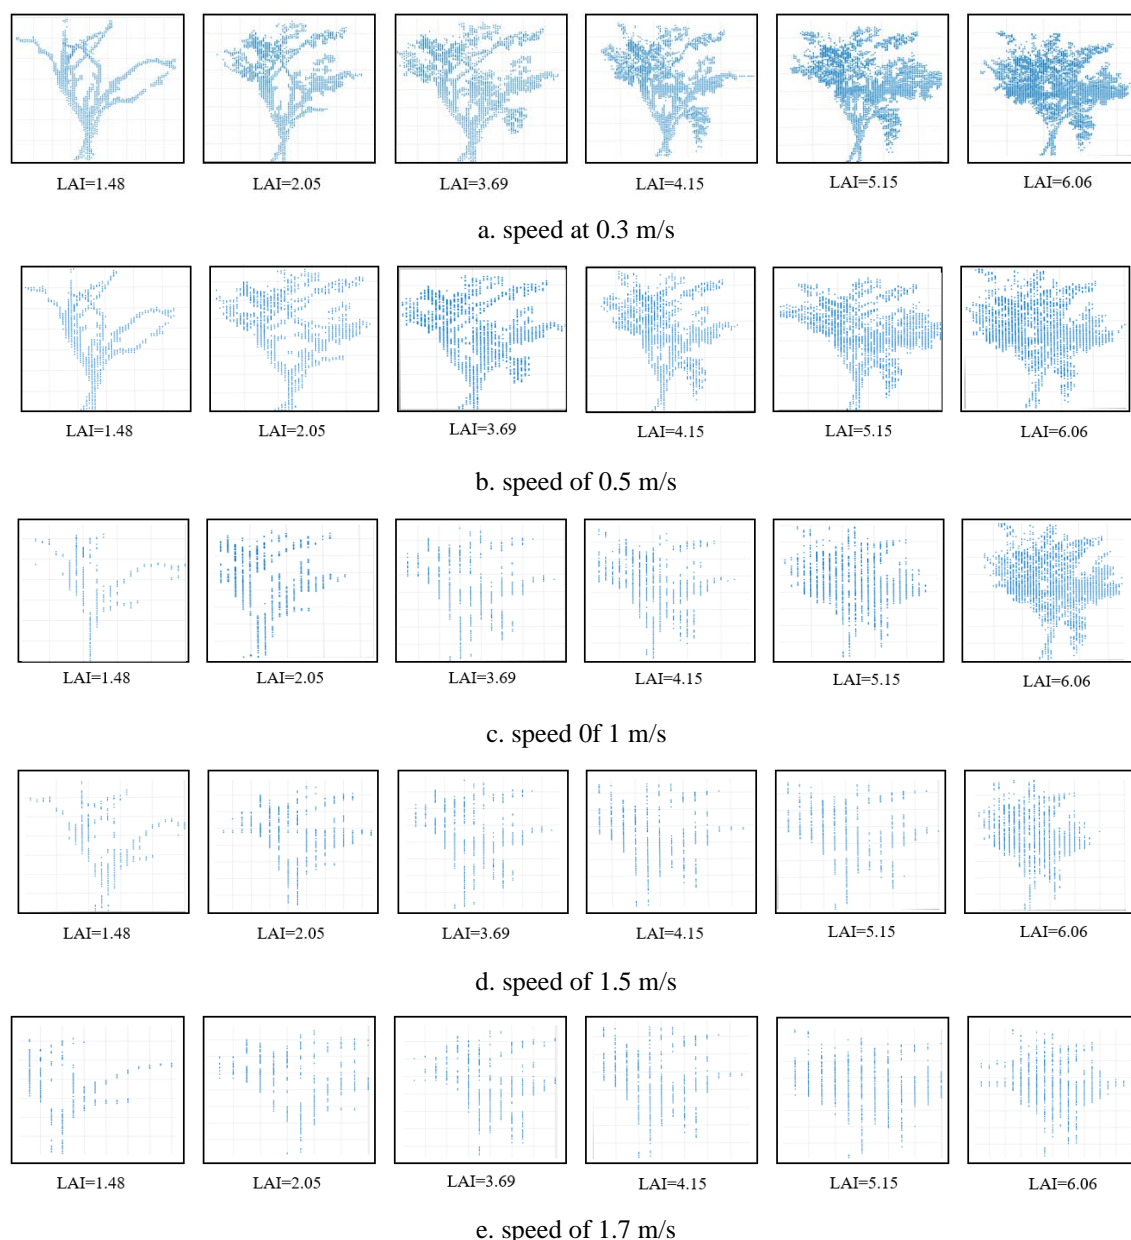 LAI=1.48 LAI=2.05 LAI=3.69 LAI=4.15 LAI=5.15 LAI=6.06
a. speed at 0.3 m/s
LAI=1.48 LAI=2.05 LAI=3.69 LAI=4.15 LAI=5.15 LAI=6.06
b. speed of 0.5 m/s
LAI=1.48 LAI=2.05 LAI=3.69 LAI=4.15 LAI=5.15 LAI=6.06
c. speed 0f 1 m/s
LAI=1.48 LAI=2.05 LAI=3.69 LAI=4.15 LAI=5.15 LAI=6.06
d. speed of 1.5 m/s
LAI=1.48 LAI=2.05 LAI=3.69 LAI=4.15 LAI=5.15 LAI=6.06
e. speed of 1.7 m/s